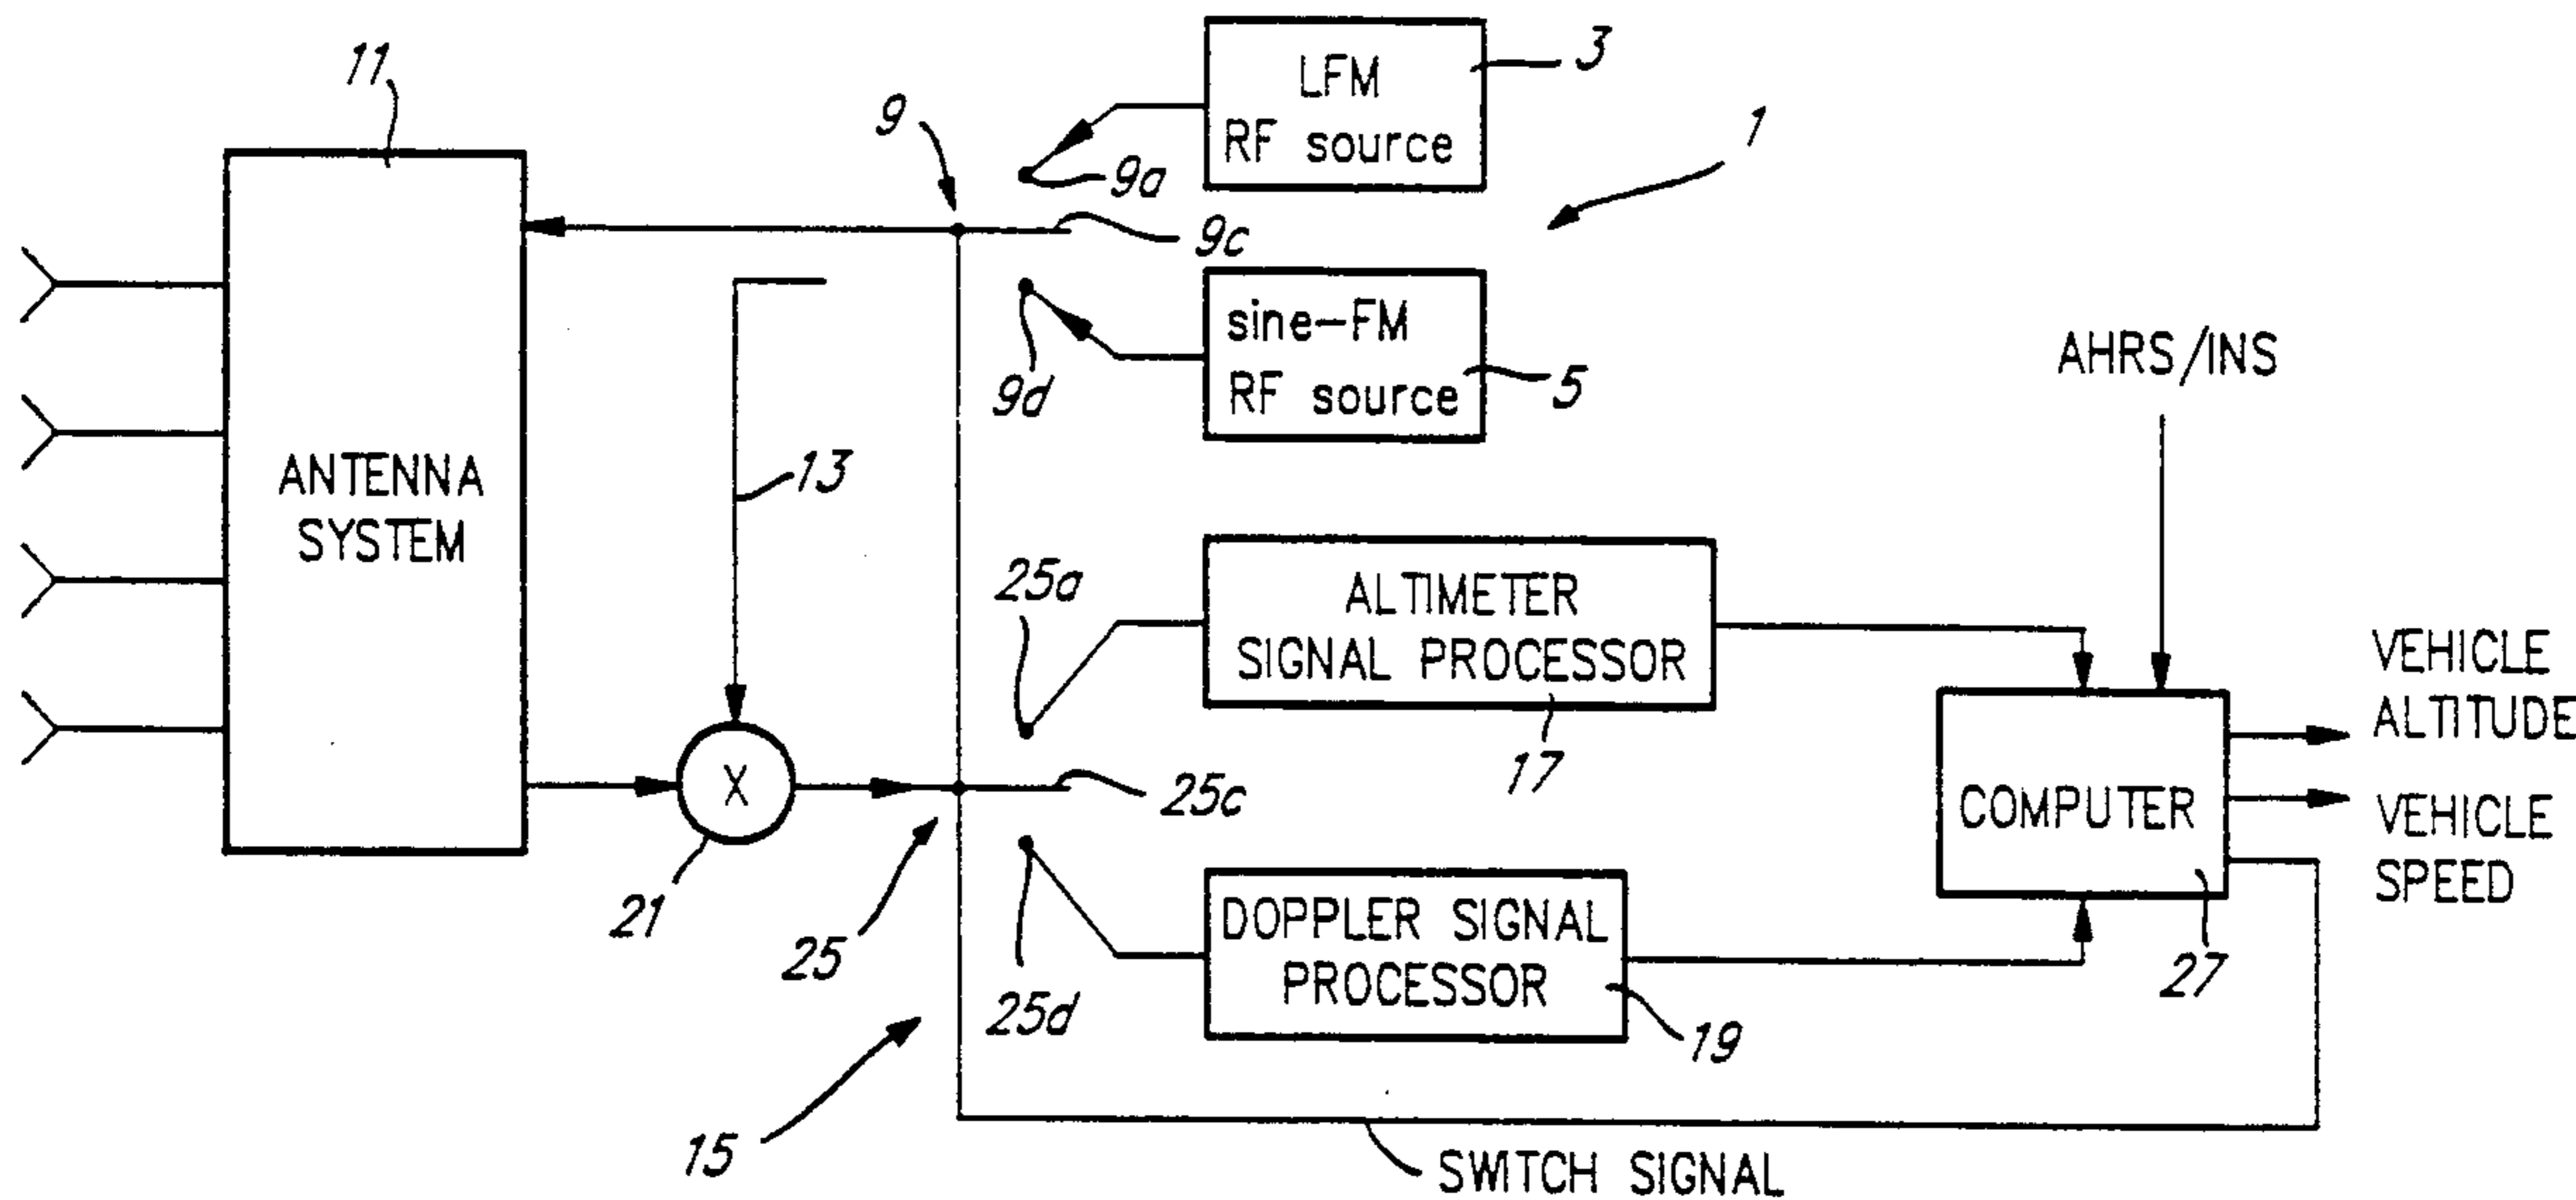 11
3
LFM
RF source
9
1
9a
9c
sine-FM
RF source
5
9d
AHRS/INS
ANTENNA
SYSTEM
13
25a
ALTIMETER
SIGNAL PROCESSOR
17
VEHICLE
ALTITUDE
X
25c
COMPUTER
VEHICLE
SPEED
21
25
25d
DOPPLER SIGNAL
PROCESSOR
19
27
15
SWITCH SIGNAL